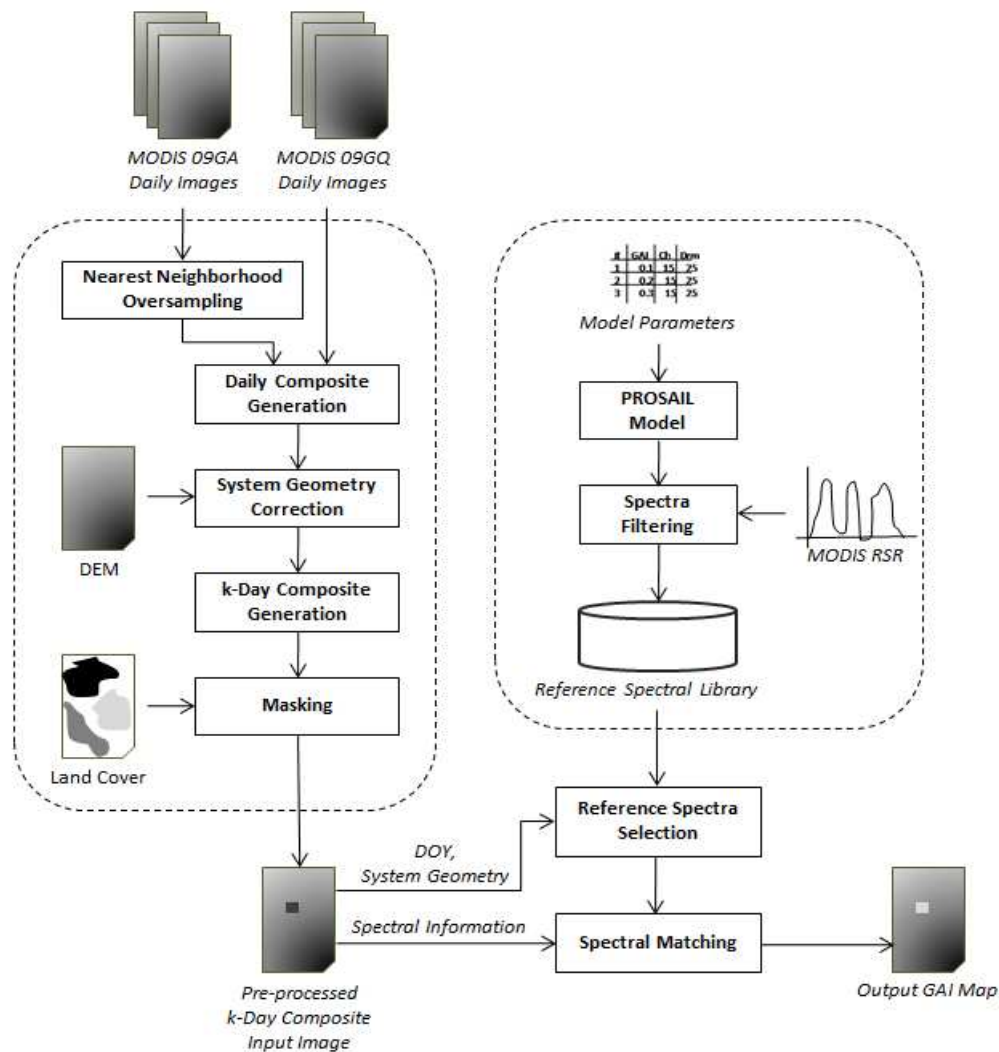 MODIS 09GA
Daily Images
MODIS 09GQ
Daily Images
Nearest Neighborhood
Oversampling
Daily Composite
Generation
System Geometry
Correction
DEM
k-Day Composite
Generation
Masking
Land Cover
# GAI Ch Drm
1 0.1 15 25
2 0.2 15 25
3 0.3 15 25
Model Parameters
PROSAIL
Model
Spectra
Filtering
MODIS RSR
Reference Spectral Library
Reference Spectra
Selection
DOY,
System Geometry
Spectral Information
Spectral Matching
Pre-processed
k-Day Composite
Input Image
Output GAI Map